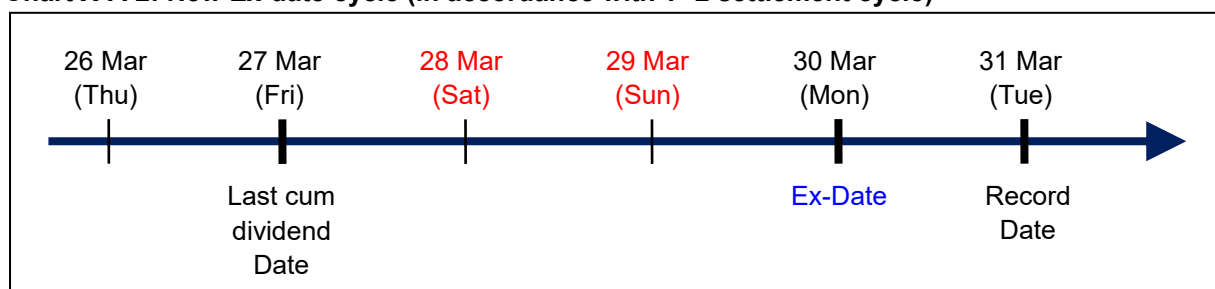 26 Mar 27 Mar 28 Mar 29 Mar 30 Mar 31 Mar
(Thu) (Fri) (Sat) (Sun) (Mon) (Tue)
Last cum Ex-Date Record
dividend Date
Date